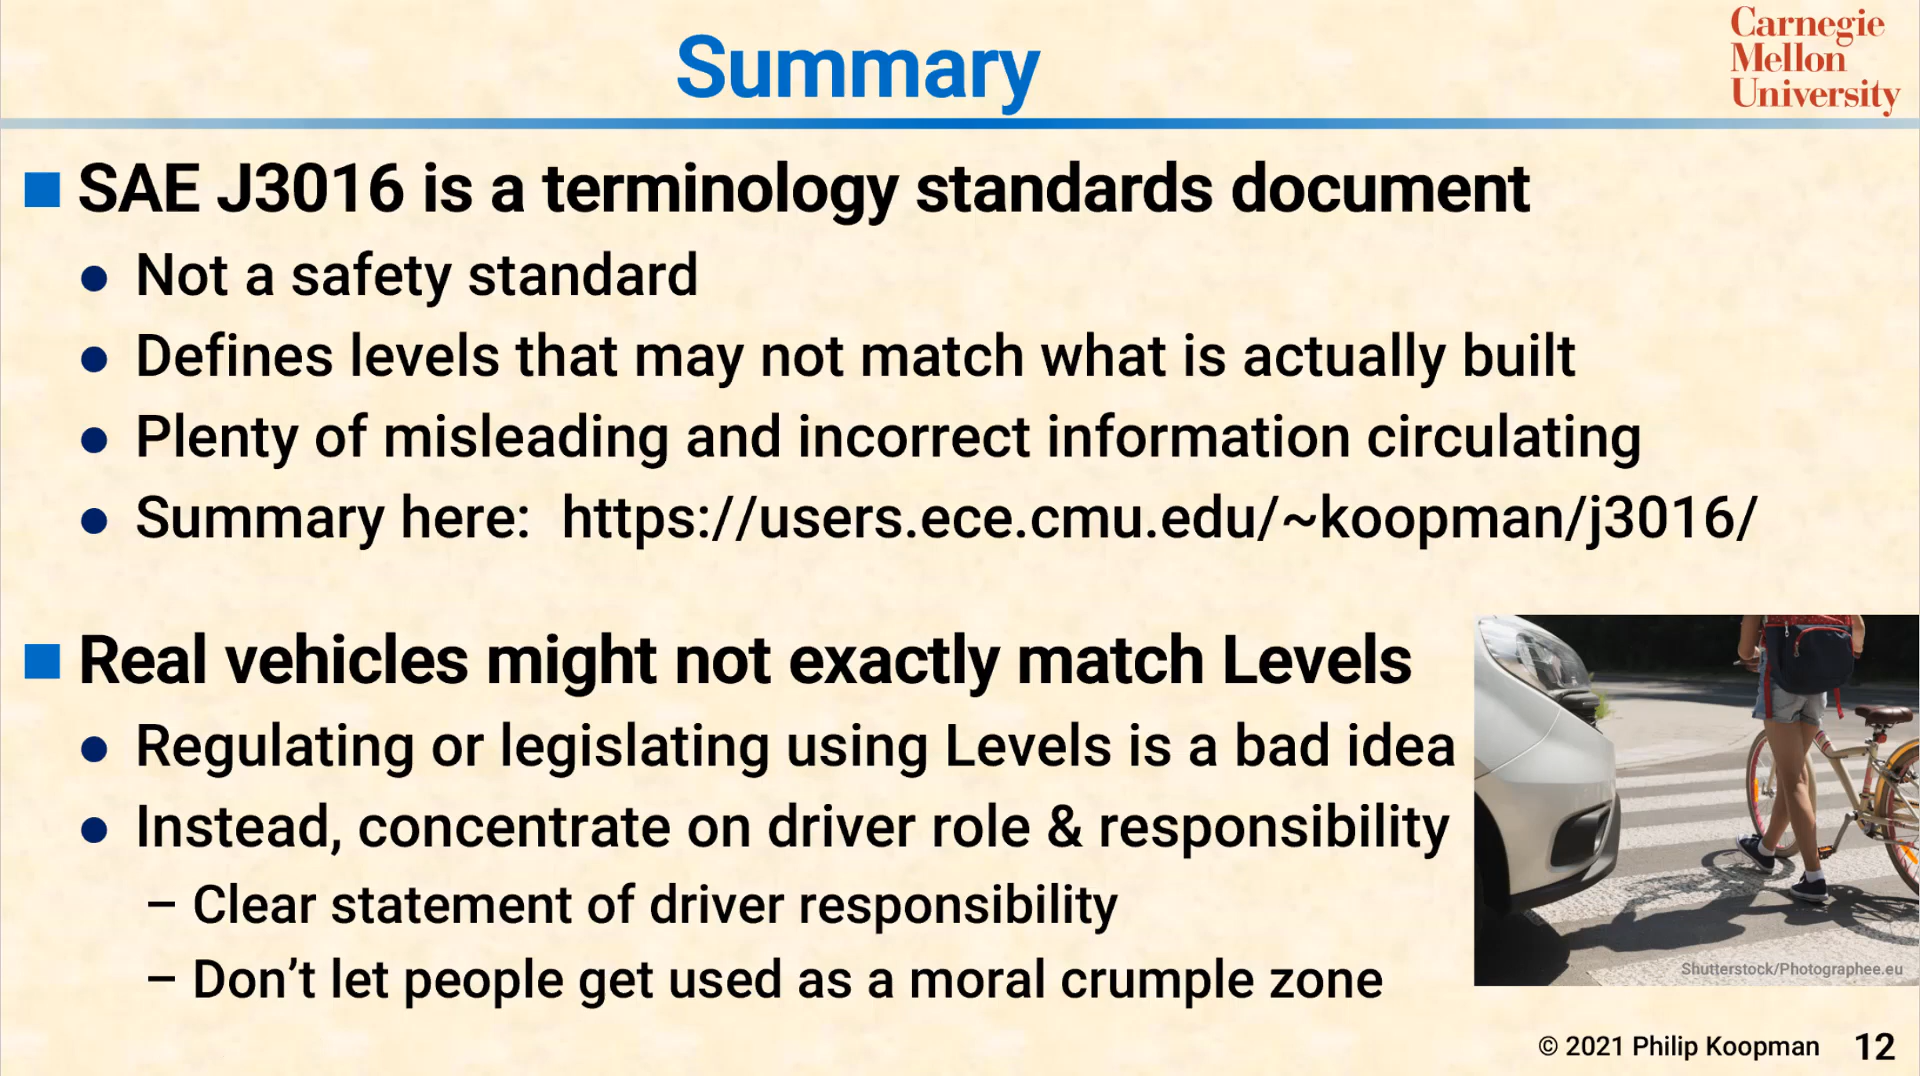 Summary
Carnegie
Mellon
University
SAE J3016 is a terminology standards document
Not a safety standard
Defines levels that may not match what is actually built
Plenty of misleading and incorrect information circulating
Summary here:  https://users.ece.cmu.edu/~koopman/j3016/
Real vehicles might not exactly match Levels
Regulating or legislating using Levels is a bad idea
Instead, concentrate on driver role & responsibility
– Clear statement of driver responsibility
– Don’t let people get used as a moral crumple zone
Shutterstock/Photographee.eu
© 2021 Philip Koopman 12